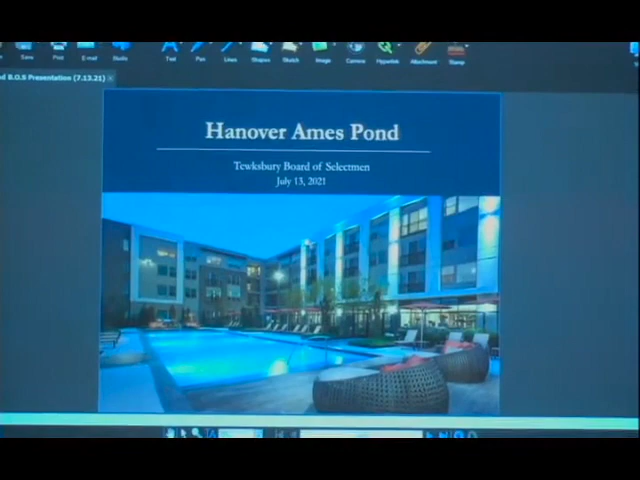 Save Print E-mail Studio Text Pen Lines Shapes Sketch Image Camera Hyperlink Attachment Stamp
d B.O.S Presentation (7.13.21) x
Hanover Ames Pond
Tewksbury Board of Selectmen
July 13, 2021